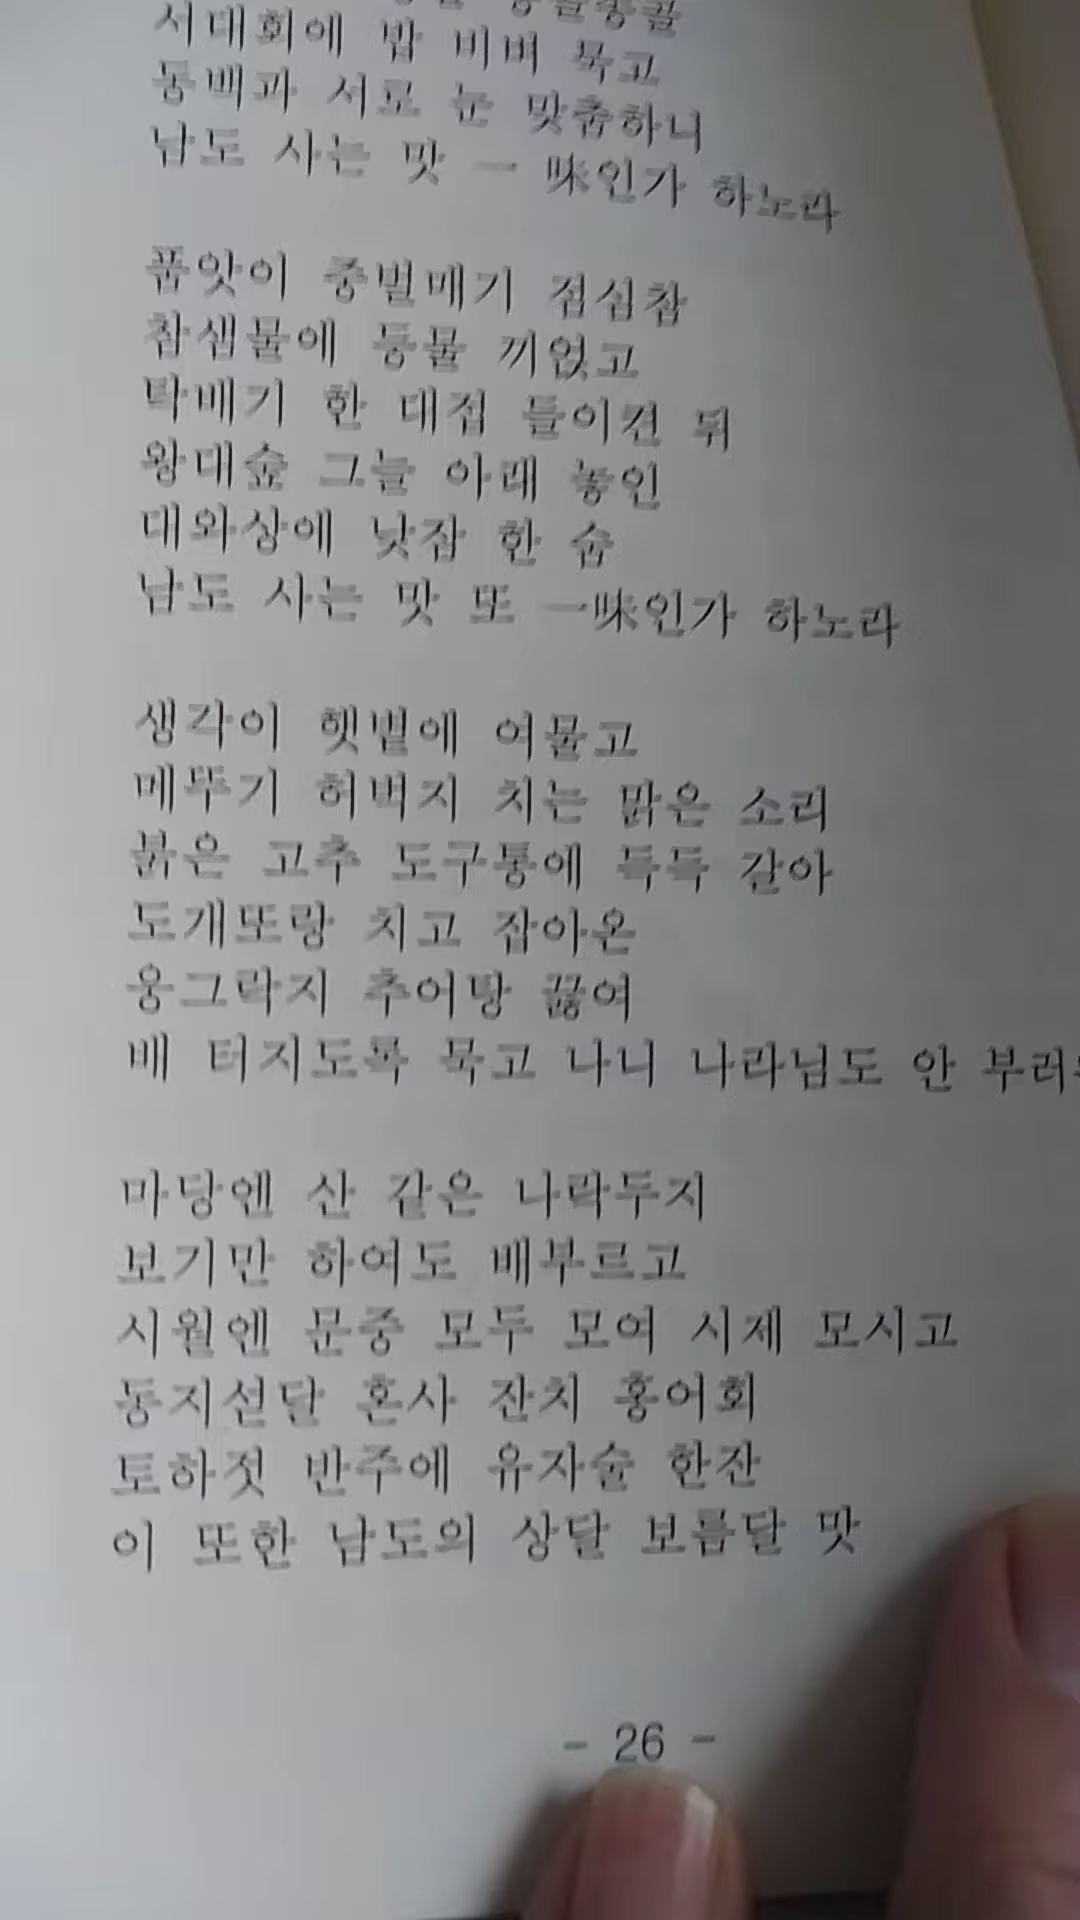 서대회에 밥 비벼 묵고
동백과 서로 눈 맞춤하니
남도 사는 맛 一 味인가 하노라
품앗이 중벌매기 점심참
참샘물에 등물 끼얹고
탁배기 한 대접 들이켠 뒤
왕대숲 그늘 아래 놓인
대와상에 낮잠 한 숨
남도 사는 맛 또 一味인가 하노라
생각이 햇볕에 여물고
메뚜기 허벅지 치는 맑은 소리
붉은 고추 도구통에 득득 갈아
도개또랑 치고 잡아온
옹그락지 추어탕 끓여
배 터지도록 묵고 나니 나라님도 안
마당엔 산 같은 나락두지
보기만 하여도 배부르고
시월엔 문중 모두 모여 시제 모시고
동지섣달 혼사 잔치 홍어회
토하젓 반주에 유자술 한잔
이 또한 남도의 상달 보름달 맛
- 26 -